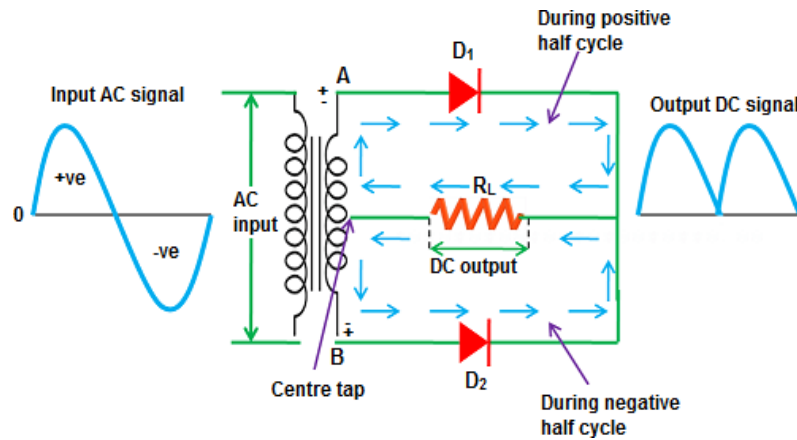 During positive
half cycle
D1
A
+
-
Input AC signal
Output DC signal
+ve
RL
0
AC
input
-ve
DC output
-
+
B
D2
Centre tap
During negative
half cycle